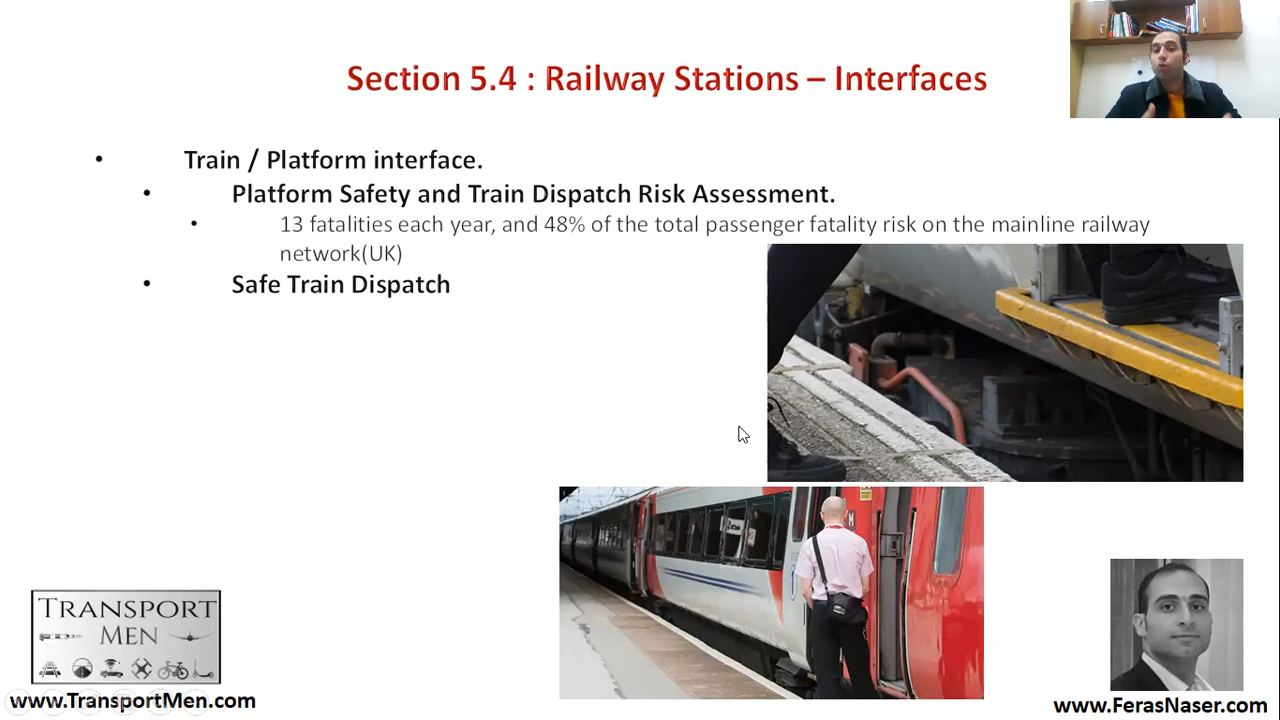 Section 5.4 : Railway Stations – Interfaces
• Train / Platform interface.
• Platform Safety and Train Dispatch Risk Assessment.
• 13 fatalities each year, and 48% of the total passenger fatality risk on the mainline railway
network(UK)
• Safe Train Dispatch
TRANSPORT
MEN
www.TransportMen.com
www.FerasNaser.com